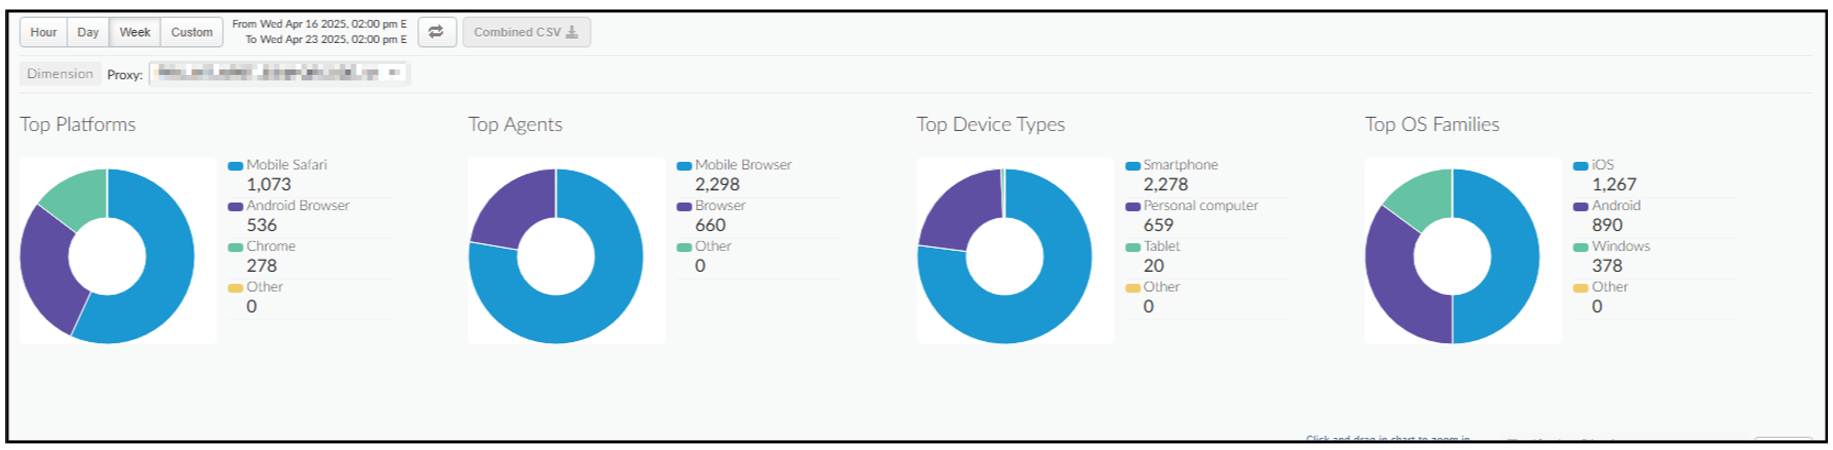 Hour Day Week Custom From Wed Apr 16 2025, 02:00 pm E Combined CSV
To Wed Apr 23 2025, 02:00 pm E
Dimension Proxy:
Top Platforms
Mobile Safari
1,073
Android Browser
536
Chrome
278
Other
0
Top Agents
Mobile Browser
2,298
Browser
660
Other
0
Top Device Types
Smartphone
2,278
Personal computer
659
Tablet
20
Other
0
Top OS Families
iOS
1,267
Android
890
Windows
378
Other
0
Click and drag in chart to zoom in